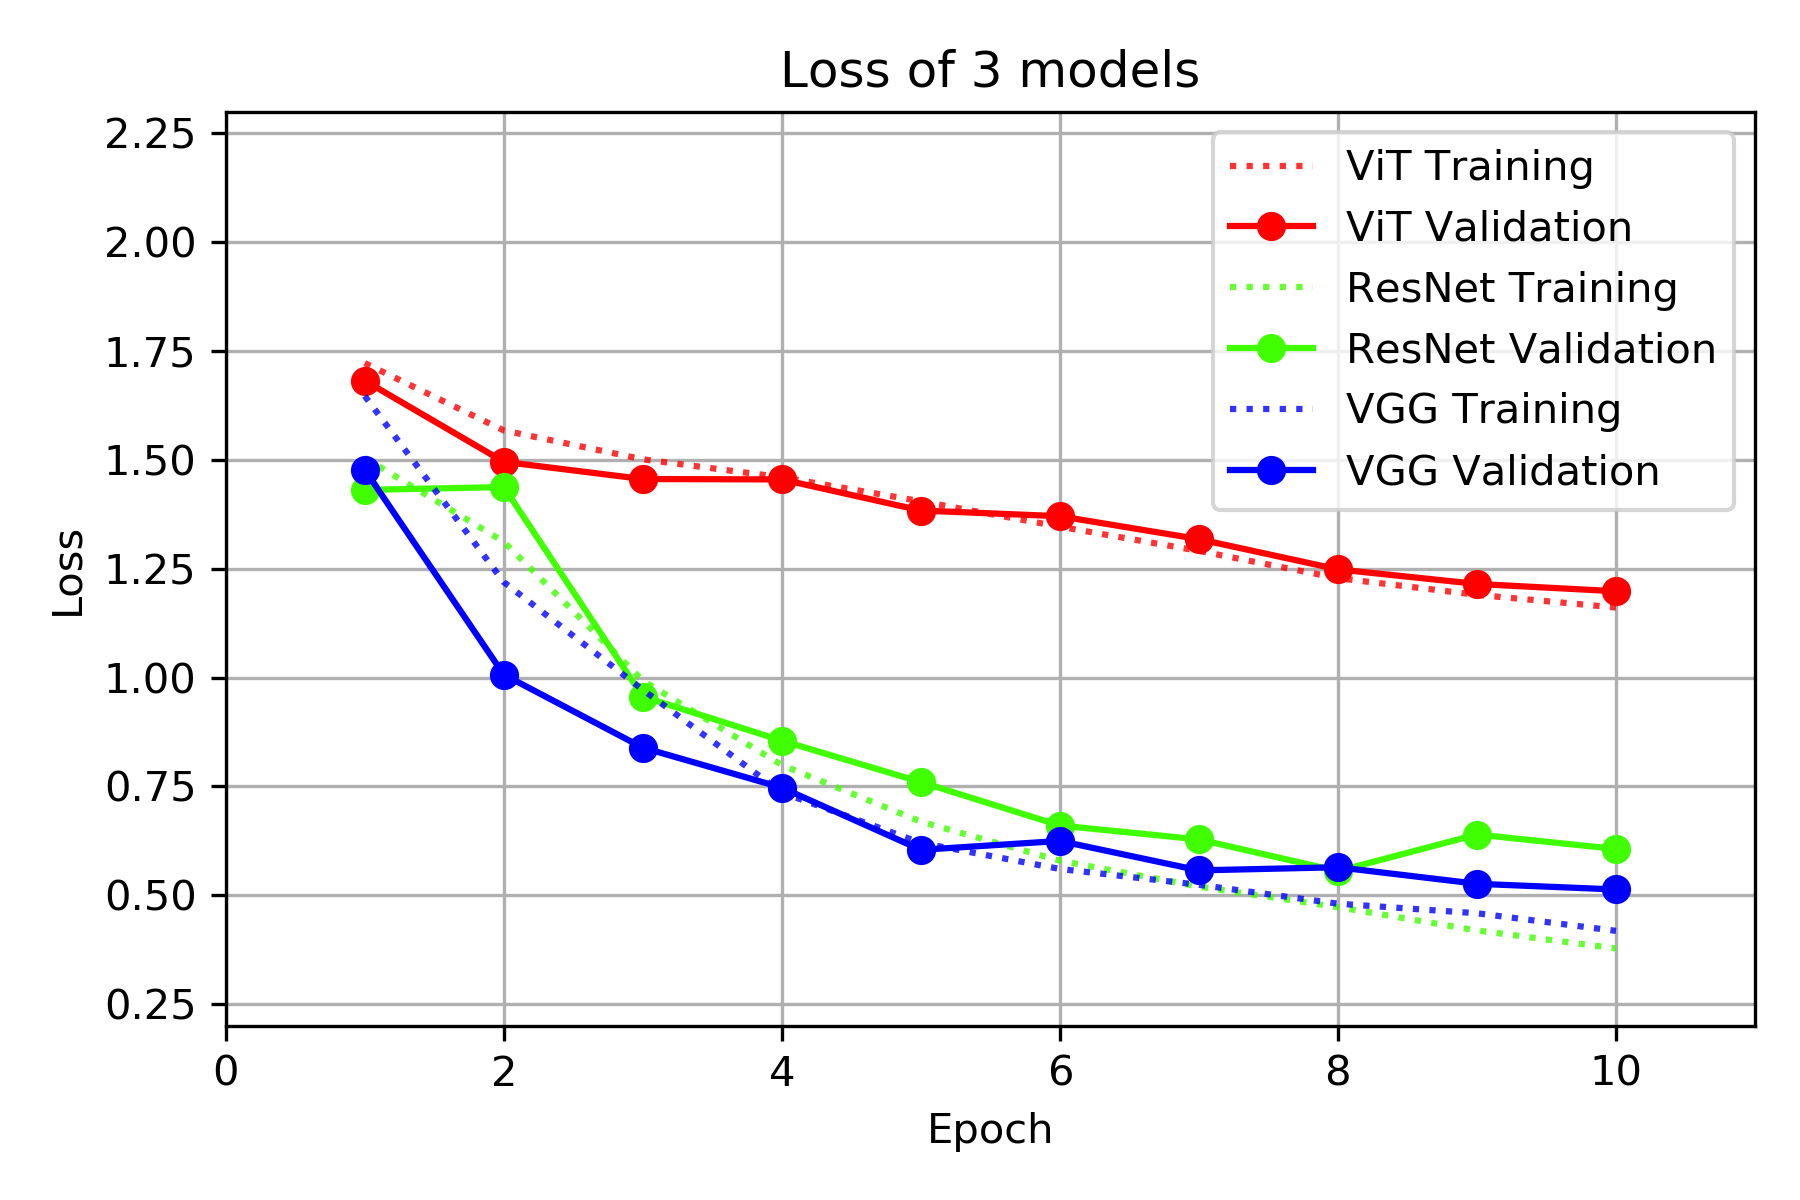 Loss of 3 models
2.25
2.00
1.75
1.50
1.25
1.00
0.75
0.50
0.25
Loss
ViT Training
ViT Validation
ResNet Training
ResNet Validation
VGG Training
VGG Validation
0 2 4 6 8 10
Epoch